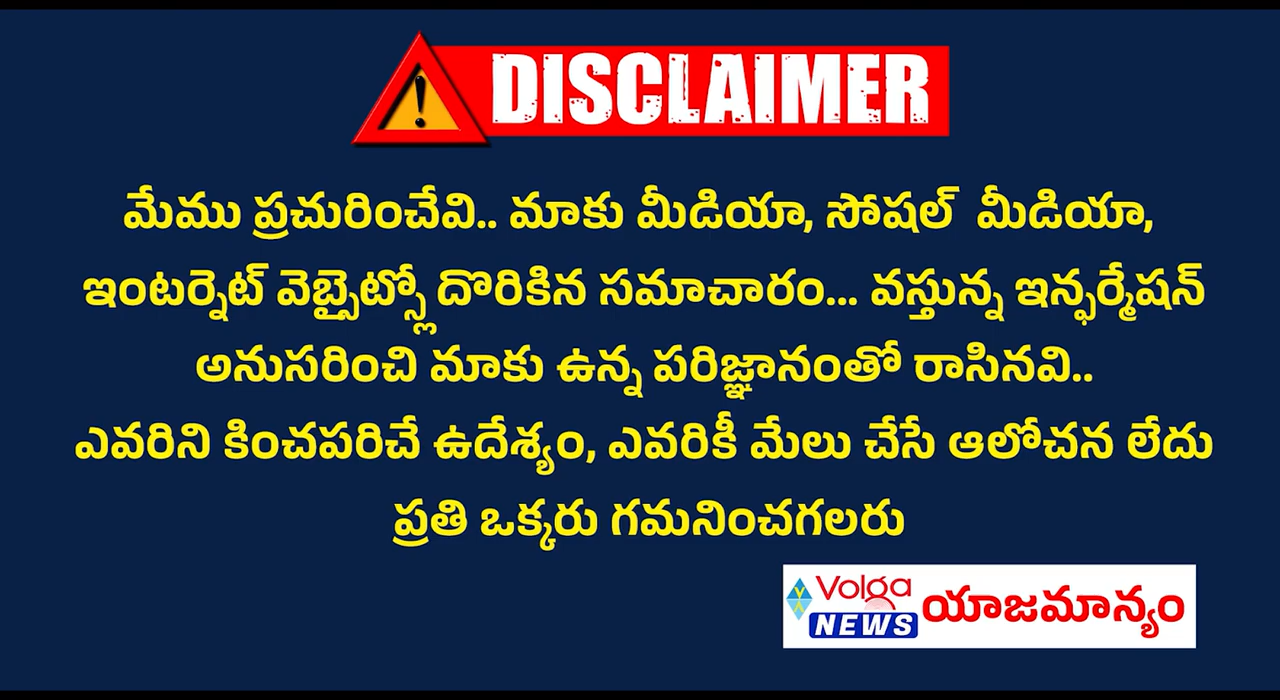 DISCLAIMER
మేము ప్రచురించేవి.. మాకు మీడియా, సోషల్ మీడియా,
ఇంటర్నెట్ వెబ్సైట్స్లో దొరికిన సమాచారం... వస్తున్న ఇన్ఫర్మేషన్
అనుసరించి మాకు ఉన్న పరిజ్ఞానంతో రాసినవి..
ఎవరిని కించపరిచే ఉదేశ్యం, ఎవరికీ మేలు చేసే ఆలోచన లేదు
ప్రతి ఒక్కరు గమనించగలరు
Volga
NEWS యాజమాన్యం